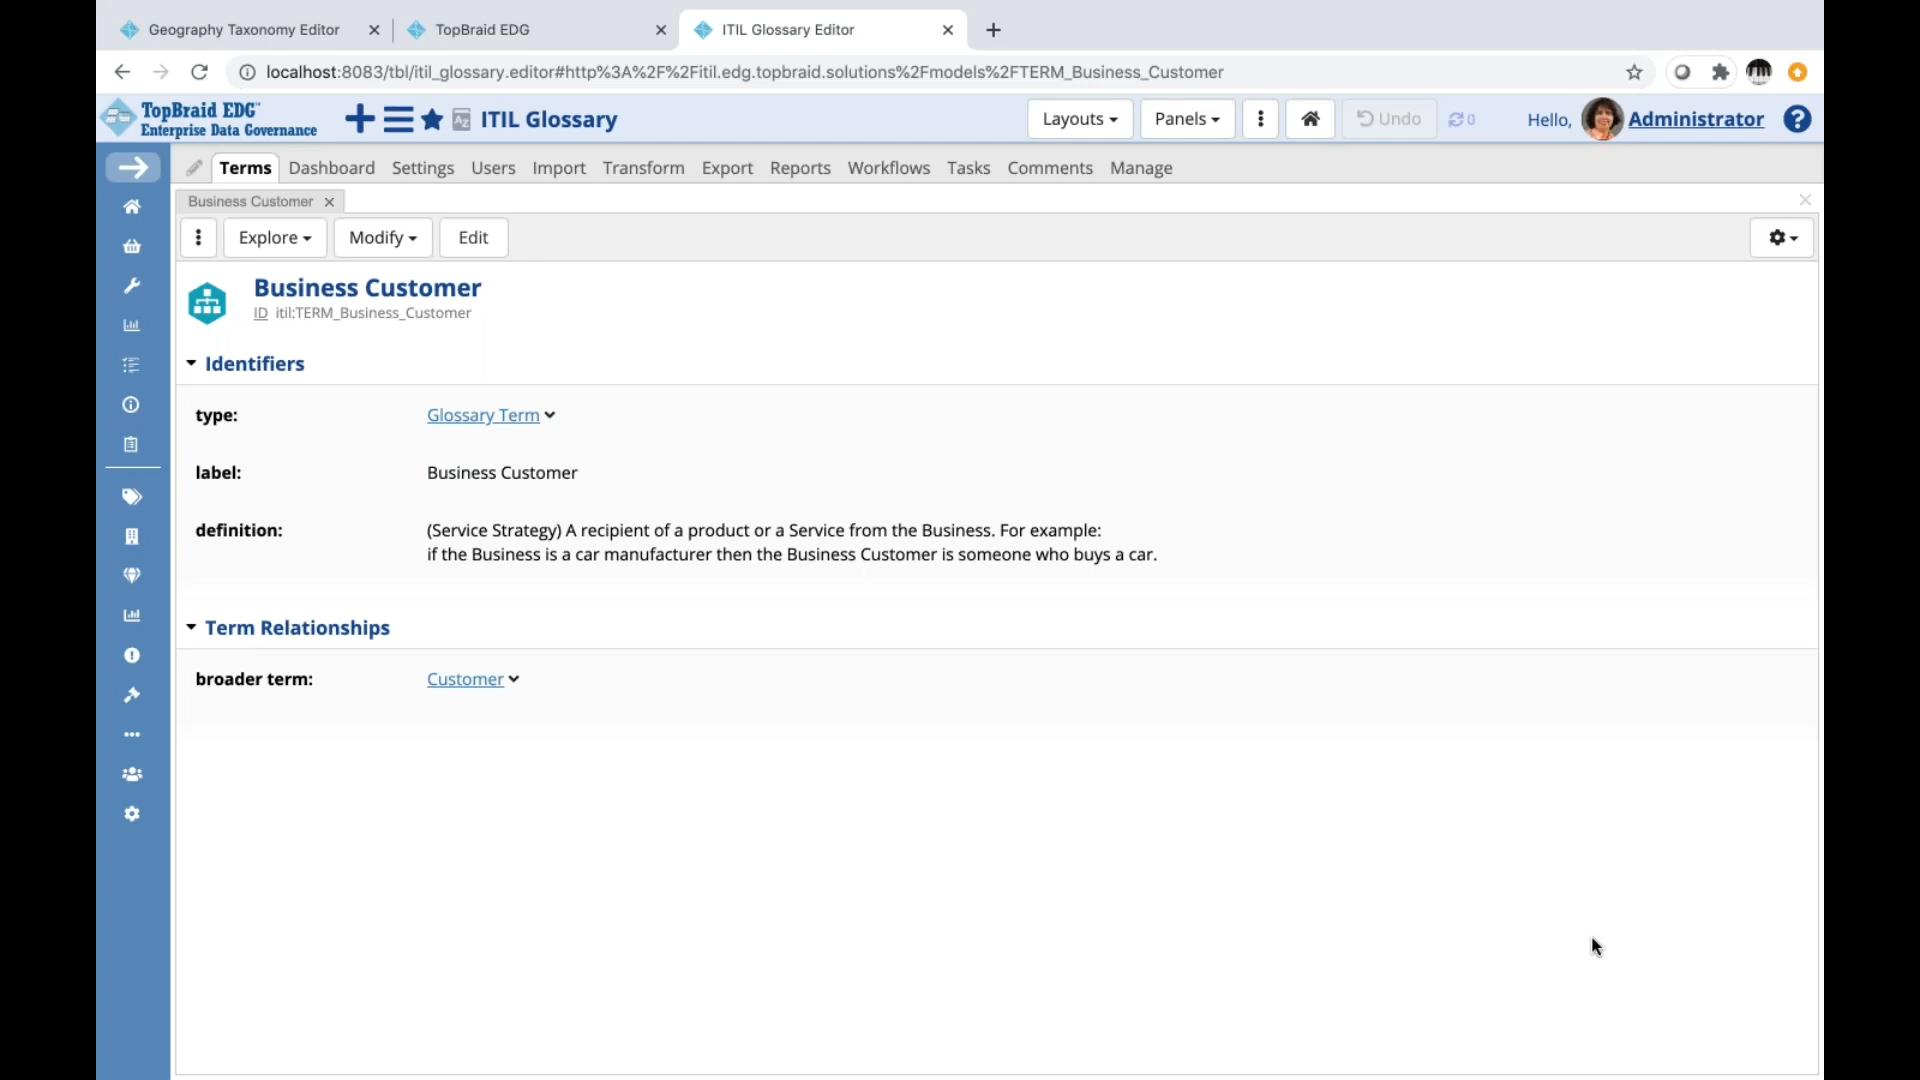 Geography Taxonomy Editor
TopBraid EDG
ITIL Glossary Editor
localhost:8083/tbl/itil_glossary.editor#http%3A%2F%2Fitil.edg.topbraid.solutions%2Fmodels%2FTERM_Business_Customer
TopBraid EDG™
Enterprise Data Governance
ITIL Glossary
Layouts
Panels
Undo
0
Hello,
Administrator
Terms
Dashboard
Settings
Users
Import
Transform
Export
Reports
Workflows
Tasks
Comments
Manage
Business Customer
Explore
Modify
Edit
Business Customer
ID itil:TERM_Business_Customer
Identifiers
type: Glossary Term
label: Business Customer
definition: (Service Strategy) A recipient of a product or a Service from the Business. For example:
if the Business is a car manufacturer then the Business Customer is someone who buys a car.
Term Relationships
broader term: Customer